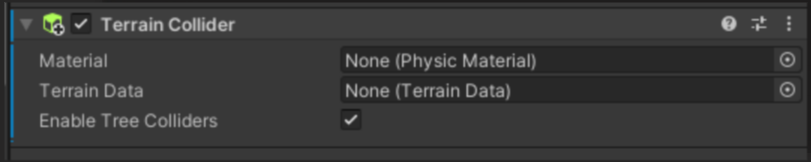 Terrain Collider
Material None (Physic Material)
Terrain Data None (Terrain Data)
Enable Tree Colliders